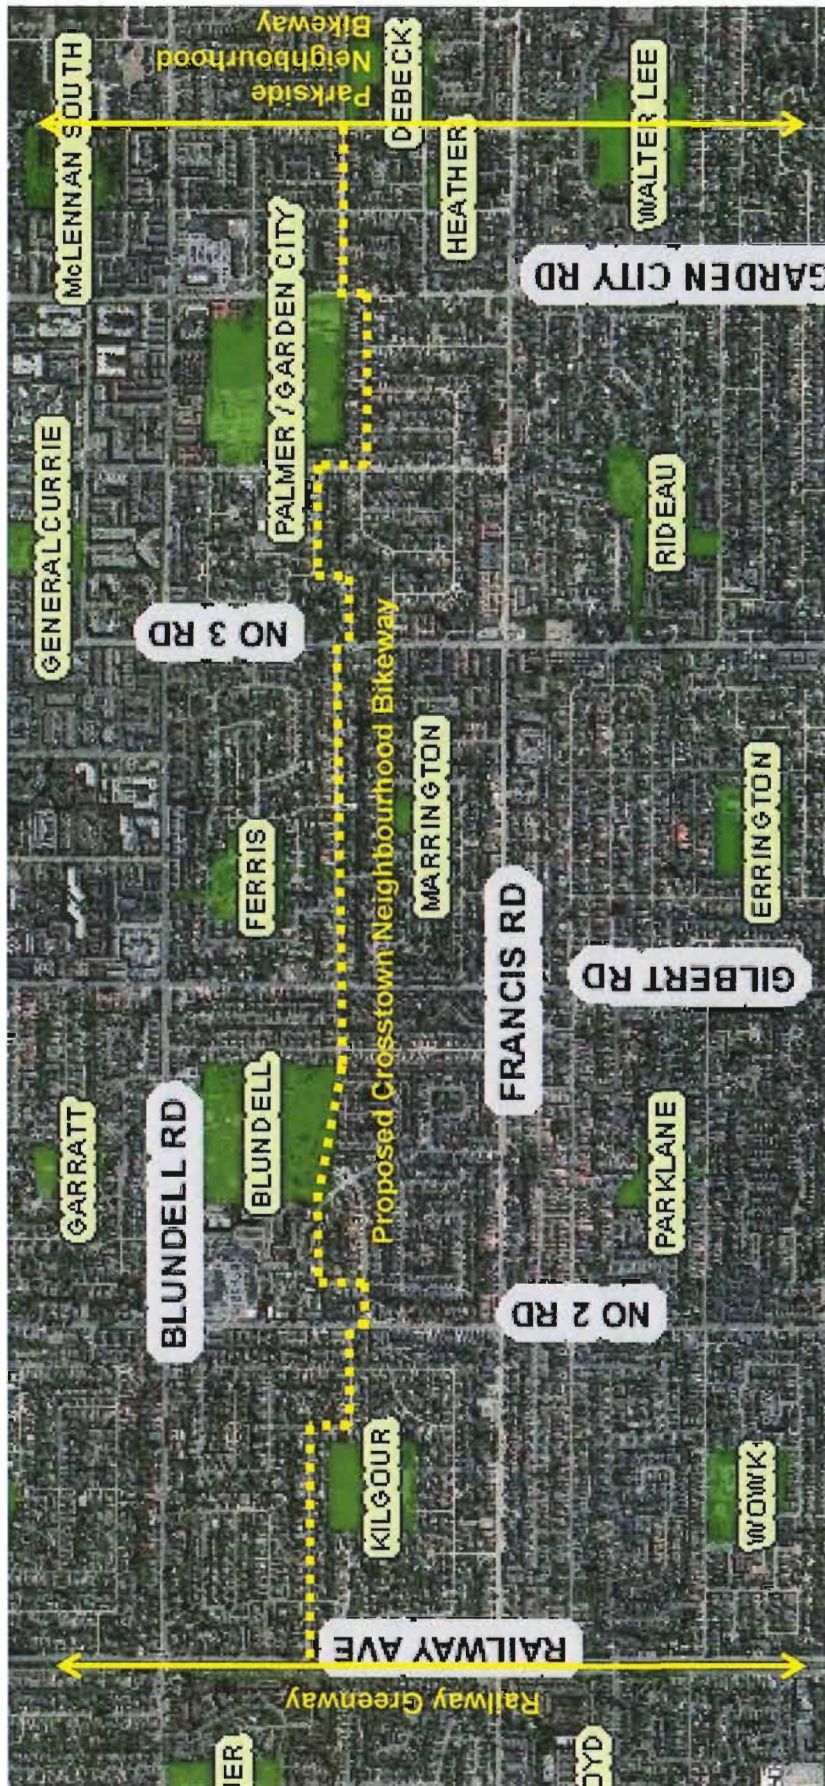 McLENNAN SOUTH
Parkside
Neighbourhood
Bikeway
DEBECK
HEATHER
WALTER LEE
GARDEN CITY RD
PALMER / GARDEN CITY
GENERAL CURRIE
NO 3 RD
RIDEAU
Proposed Crosstown Neighbourhood Bikeway
FERRIS
MARRINGTON
FRANCIS RD
ERRINGTON
GILBERT RD
GARRATT
BLUNDELL RD
BLUNDELL
PARKLANE
NO 2 RD
KILGOUR
WOWK
RAILWAY AVE
Railway Greenway